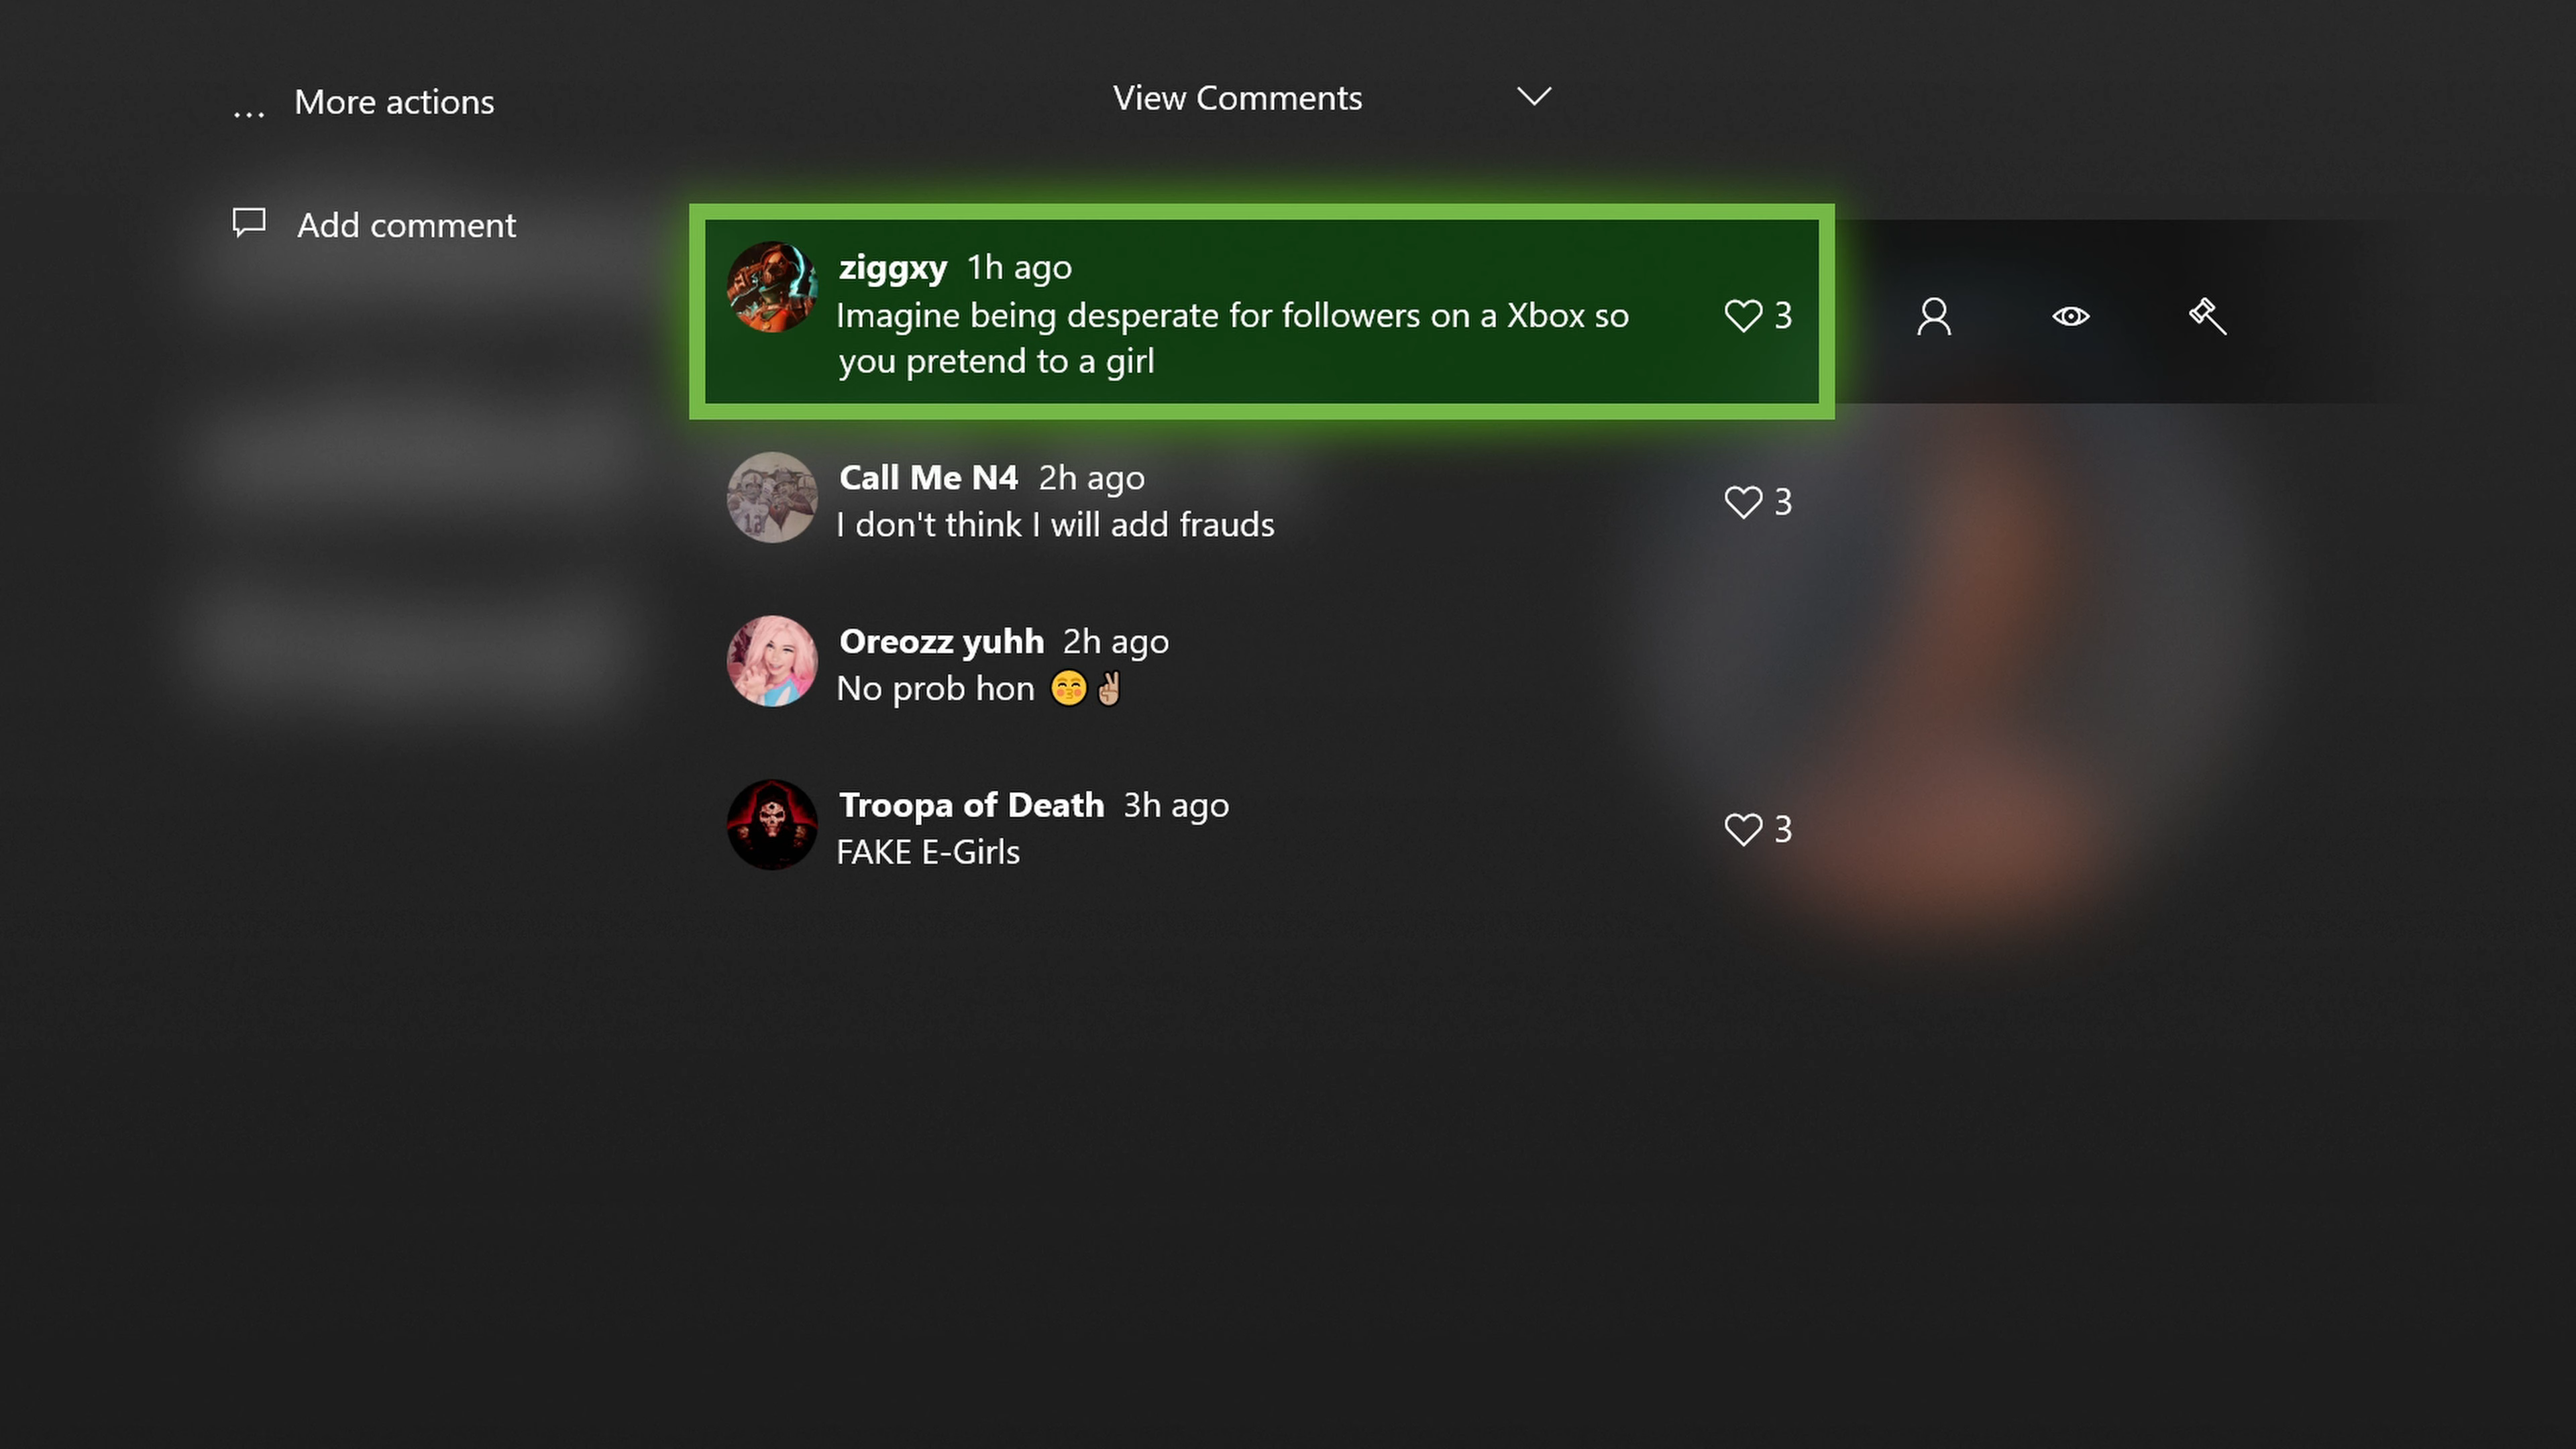 ... More actions
View Comments
Add comment
ziggxy 1h ago
Imagine being desperate for followers on a Xbox so
you pretend to a girl
3
Call Me N4 2h ago
I don't think I will add frauds
3
Oreozz yuhh 2h ago
No prob hon 😚✌🏽
Troopa of Death 3h ago
FAKE E-Girls
3